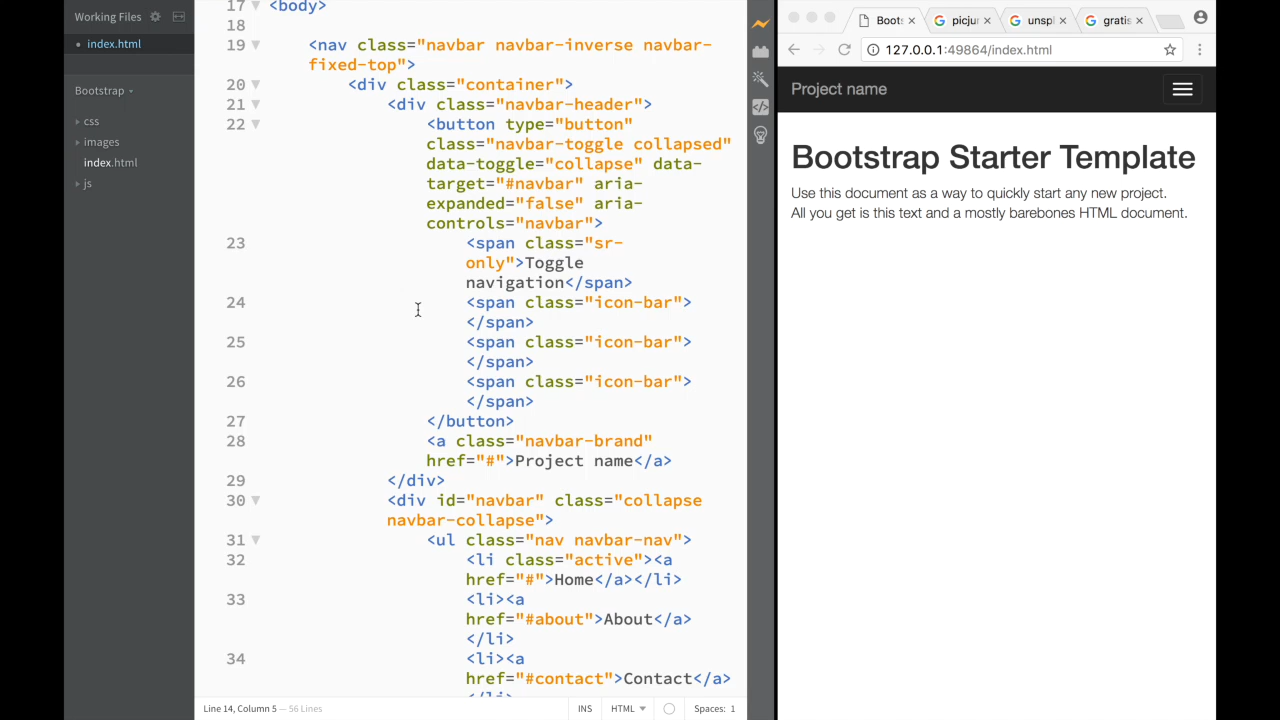 Working Files
index.html
Bootstrap
css
images
index.html
js
17 <body>
18
19 <nav class="navbar navbar-inverse navbar-
fixed-top">
20 <div class="container">
21 <div class="navbar-header">
22 <button type="button"
class="navbar-toggle collapsed"
data-toggle="collapse" data-
target="#navbar" aria-
expanded="false" aria-
controls="navbar">
23 <span class="sr-
only">Toggle
navigation</span>
24 <span class="icon-bar">
</span>
25 <span class="icon-bar">
</span>
26 <span class="icon-bar">
</span>
27 </button>
28 <a class="navbar-brand"
href="#">Project name</a>
29 </div>
30 <div id="navbar" class="collapse
navbar-collapse">
31 <ul class="nav navbar-nav">
32 <li class="active"><a
href="#">Home</a></li>
33 <li><a
href="#about">About</a>
</li>
34 <li><a
href="#contact">Contact</a>
</li>
Line 14, Column 5 — 56 Lines
INS HTML Spaces: 1
Boots picjur unspl gratis
127.0.0.1:49864/index.html
Project name
Bootstrap Starter Template
Use this document as a way to quickly start any new project.
All you get is this text and a mostly barebones HTML document.